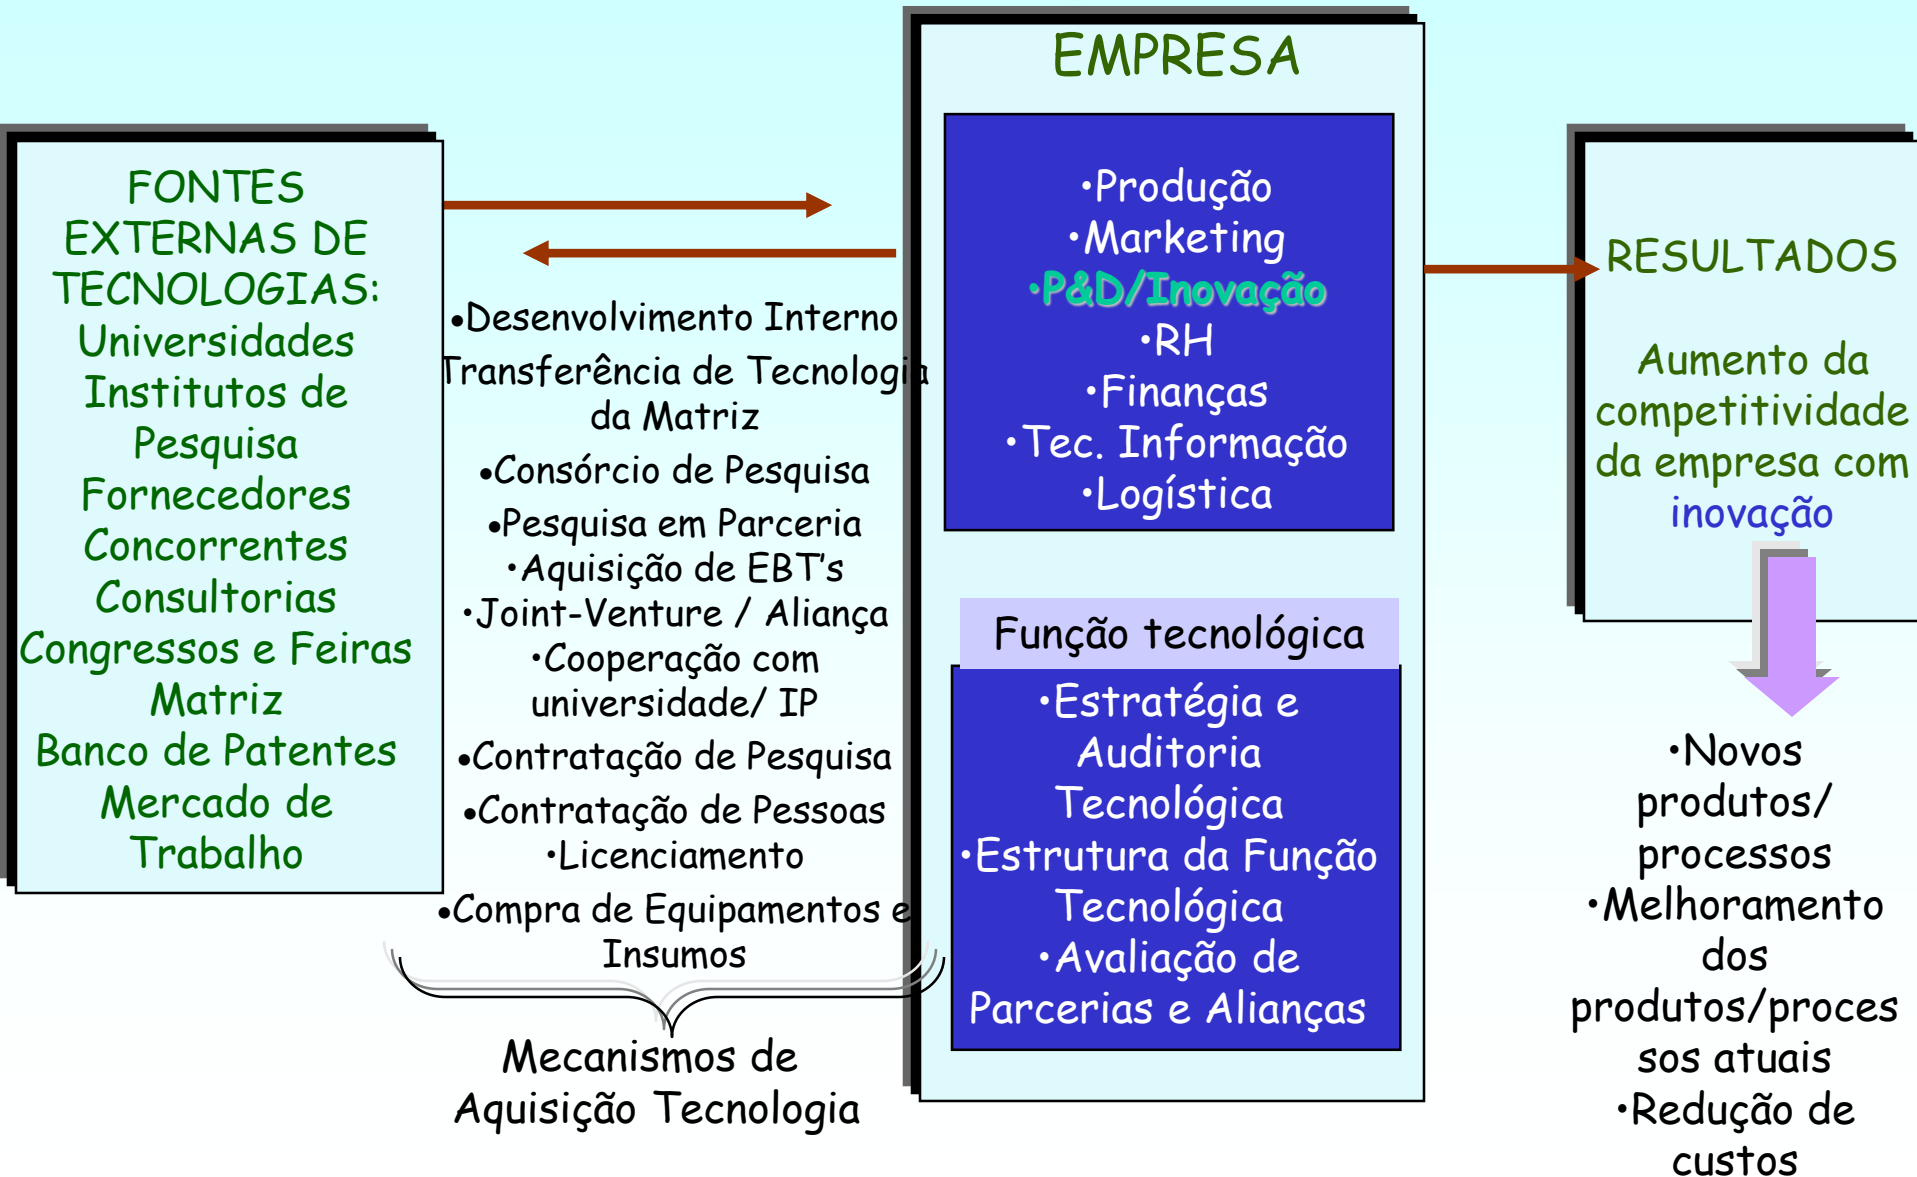 FONTES
EXTERNAS DE
TECNOLOGIAS:
Universidades
Institutos de
Pesquisa
Fornecedores
Concorrentes
Consultorias
Congressos e Feiras
Matriz
Banco de Patentes
Mercado de
Trabalho
•Desenvolvimento Interno
Transferência de Tecnologia
da Matriz
•Consórcio de Pesquisa
•Pesquisa em Parceria
•Aquisição de EBT’s
•Joint-Venture / Aliança
•Cooperação com
universidade/ IP
•Contratação de Pesquisa
•Contratação de Pessoas
•Licenciamento
•Compra de Equipamentos e
Insumos
Mecanismos de
Aquisição Tecnologia
EMPRESA
•Produção
•Marketing
•P&D/Inovação
•RH
•Finanças
•Tec. Informação
•Logística
Função tecnológica
•Estratégia e
Auditoria
Tecnológica
•Estrutura da Função
Tecnológica
•Avaliação de
Parcerias e Alianças
RESULTADOS
Aumento da
competitividade
da empresa com
inovação
•Novos
produtos/
processos
•Melhoramento
dos
produtos/proces
sos atuais
•Redução de
custos